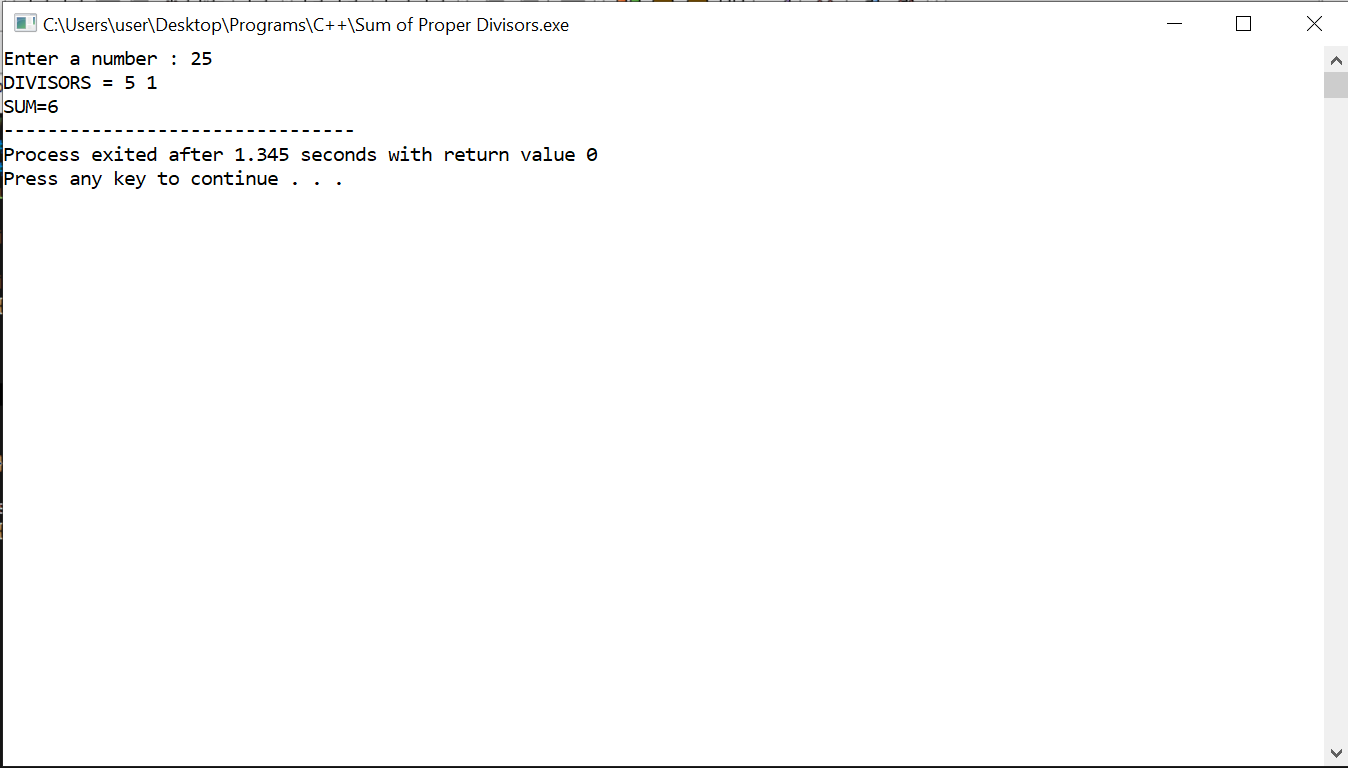 C:\Users\user\Desktop\Programs\C++\Sum of Proper Divisors.exe
Enter a number : 25
DIVISORS = 5 1
SUM=6
--------------------------------
Process exited after 1.345 seconds with return value 0
Press any key to continue . . .